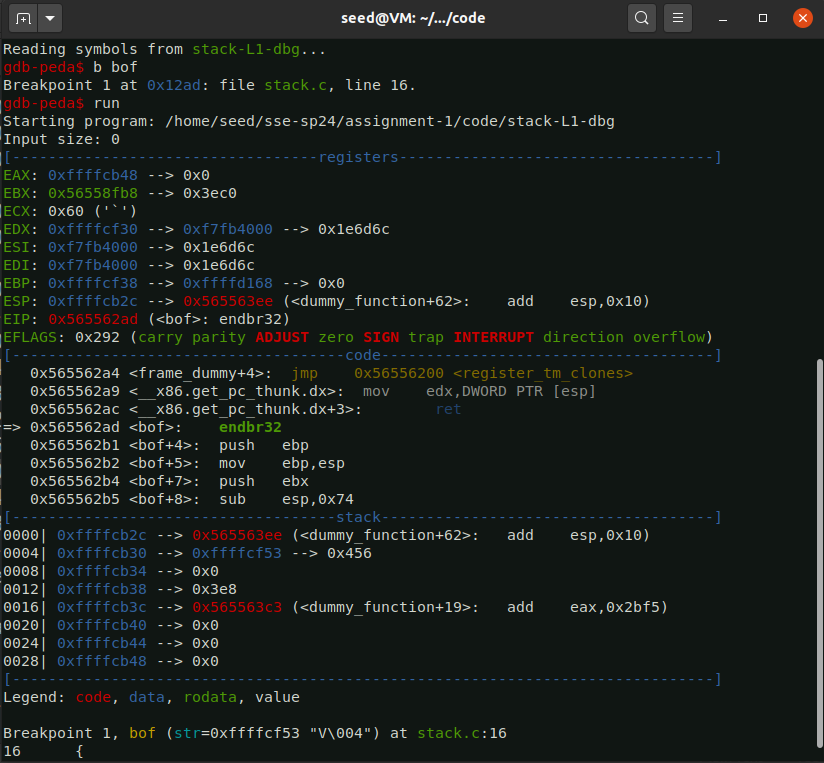 seed@VM: ~/.../code
Reading symbols from stack-L1-dbg...
gdb-peda$ b bof
Breakpoint 1 at 0x12ad: file stack.c, line 16.
gdb-peda$ run
Starting program: /home/seed/sse-sp24/assignment-1/code/stack-L1-dbg
Input size: 0
[----------------------------------registers-----------------------------------]
EAX: 0xffffcb48 --> 0x0
EBX: 0x56558fb8 --> 0x3ec0
ECX: 0x60 ('`')
EDX: 0xffffcf30 --> 0xf7fb4000 --> 0x1e6d6c
ESI: 0xf7fb4000 --> 0x1e6d6c
EDI: 0xf7fb4000 --> 0x1e6d6c
EBP: 0xffffcf38 --> 0xffffd168 --> 0x0
ESP: 0xffffcb2c --> 0x565563ee (<dummy_function+62>:	add    esp,0x10)
EIP: 0x565562ad (<bof>:	endbr32)
EFLAGS: 0x292 (carry parity ADJUST zero SIGN trap INTERRUPT direction overflow)
[-------------------------------------code-------------------------------------]
   0x565562a4 <frame_dummy+4>:	jmp    0x56556200 <register_tm_clones>
   0x565562a9 <__x86.get_pc_thunk.dx>:	mov    edx,DWORD PTR [esp]
   0x565562ac <__x86.get_pc_thunk.dx+3>:	ret
=> 0x565562ad <bof>:	endbr32
   0x565562b1 <bof+4>:	push   ebp
   0x565562b2 <bof+5>:	mov    ebp,esp
   0x565562b4 <bof+7>:	push   ebx
   0x565562b5 <bof+8>:	sub    esp,0x74
[------------------------------------stack-------------------------------------]
0000| 0xffffcb2c --> 0x565563ee (<dummy_function+62>:	add    esp,0x10)
0004| 0xffffcb30 --> 0xffffcf53 --> 0x456
0008| 0xffffcb34 --> 0x0
0012| 0xffffcb38 --> 0x3e8
0016| 0xffffcb3c --> 0x565563c3 (<dummy_function+19>:	add    eax,0x2bf5)
0020| 0xffffcb40 --> 0x0
0024| 0xffffcb44 --> 0x0
0028| 0xffffcb48 --> 0x0
[------------------------------------------------------------------------------]
Legend: code, data, rodata, value
Breakpoint 1, bof (str=0xffffcf53 "V\004") at stack.c:16
16	{